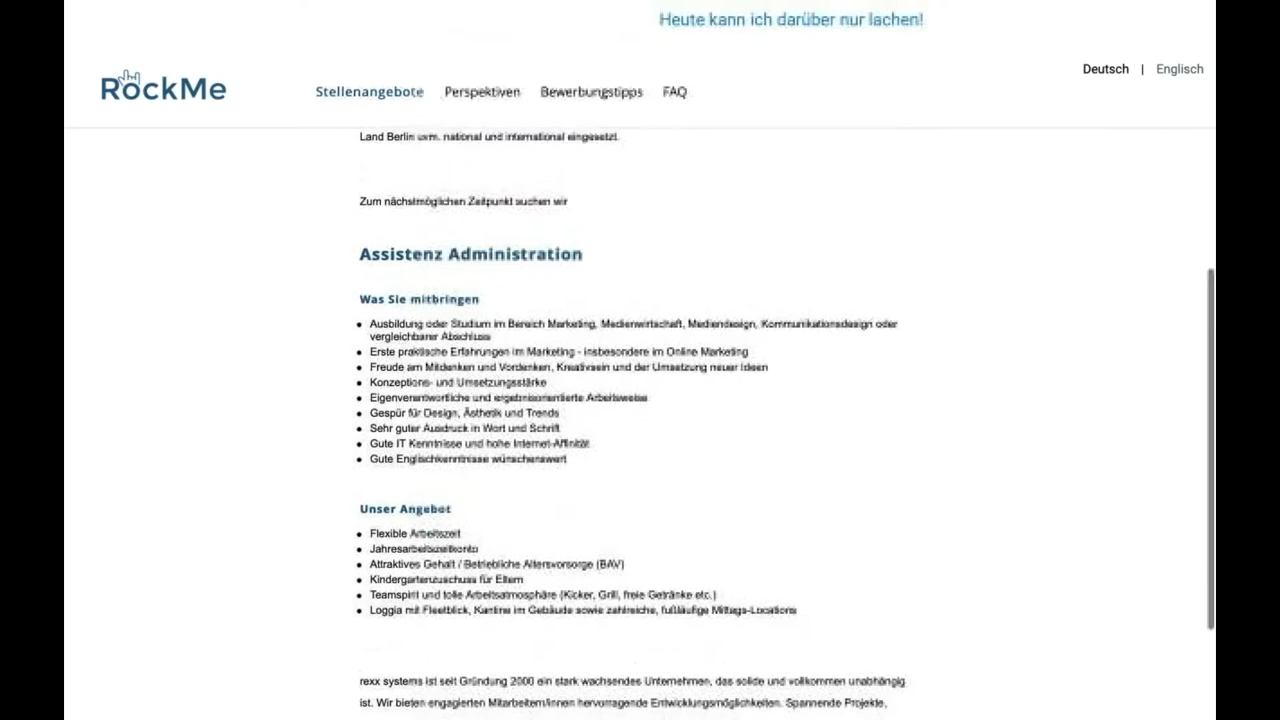 Heute kann ich darüber nur lachen!
Deutsch | Englisch
RockMe
Stellenangebote Perspektiven Bewerbungstipps FAQ
Land Berlin uvm. national und international eingesetzt.
Zum nächstmöglichen Zeitpunkt suchen wir
Assistenz Administration
Was Sie mitbringen
• Ausbildung oder Studium im Bereich Marketing, Medienwirtschaft, Mediendesign, Kommunikationsdesign oder
vergleichbarer Abschluss
• Erste praktische Erfahrungen im Marketing - insbesondere im Online Marketing
• Freude am Mitdenken und Vordenken, Kreativsein und der Umsetzung neuer Ideen
• Konzeptions- und Umsetzungsstärke
• Eigenverantwortliche und ergebnisorientierte Arbeitsweise
• Gespür für Design, Ästhetik und Trends
• Sehr guter Ausdruck in Wort und Schrift
• Gute IT Kenntnisse und hohe Internet-Affinität
• Gute Englischkenntnisse wünschenswert
Unser Angebot
• Flexible Arbeitszeit
• Jahresarbeitszeitkonto
• Attraktives Gehalt / Betriebliche Altersvorsorge (BAV)
• Kindergartenzuschuss für Eltern
• Teamspirit und tolle Arbeitsatmosphäre (Kicker, Grill, freie Getränke etc.)
• Loggia mit Fleetblick, Kantine im Gebäude sowie zahlreiche, fußläufige Mittags-Locations
rexx systems ist seit Gründung 2000 ein stark wachsendes Unternehmen, das solide und vollkommen unabhängig
ist. Wir bieten engagierten Mitarbeitern/innen hervorragende Entwicklungsmöglichkeiten. Spannende Projekte,